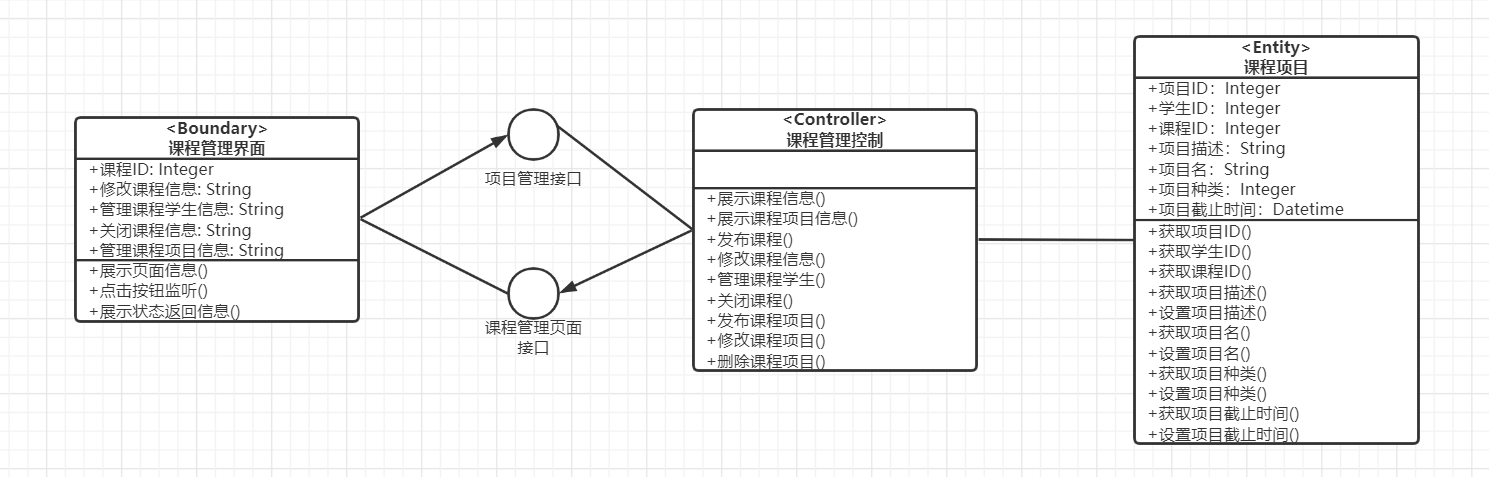 <Boundary>
课程管理界面
+课程ID: Integer
+修改课程信息: String
+管理课程学生信息: String
+关闭课程信息: String
+管理课程项目信息: String
+展示页面信息()
+点击按钮监听()
+展示状态返回信息()
项目管理接口
课程管理页面
接口
<Controller>
课程管理控制
+展示课程信息()
+展示课程项目信息()
+发布课程()
+修改课程信息()
+管理课程学生()
+关闭课程()
+发布课程项目()
+修改课程项目()
+删除课程项目()
<Entity>
课程项目
+项目ID：Integer
+学生ID：Integer
+课程ID：Integer
+项目描述：String
+项目名：String
+项目种类：Integer
+项目截止时间：Datetime
+获取项目ID()
+获取学生ID()
+获取课程ID()
+获取项目描述()
+设置项目描述()
+获取项目名()
+设置项目名()
+获取项目种类()
+设置项目种类()
+获取项目截止时间()
+设置项目截止时间()